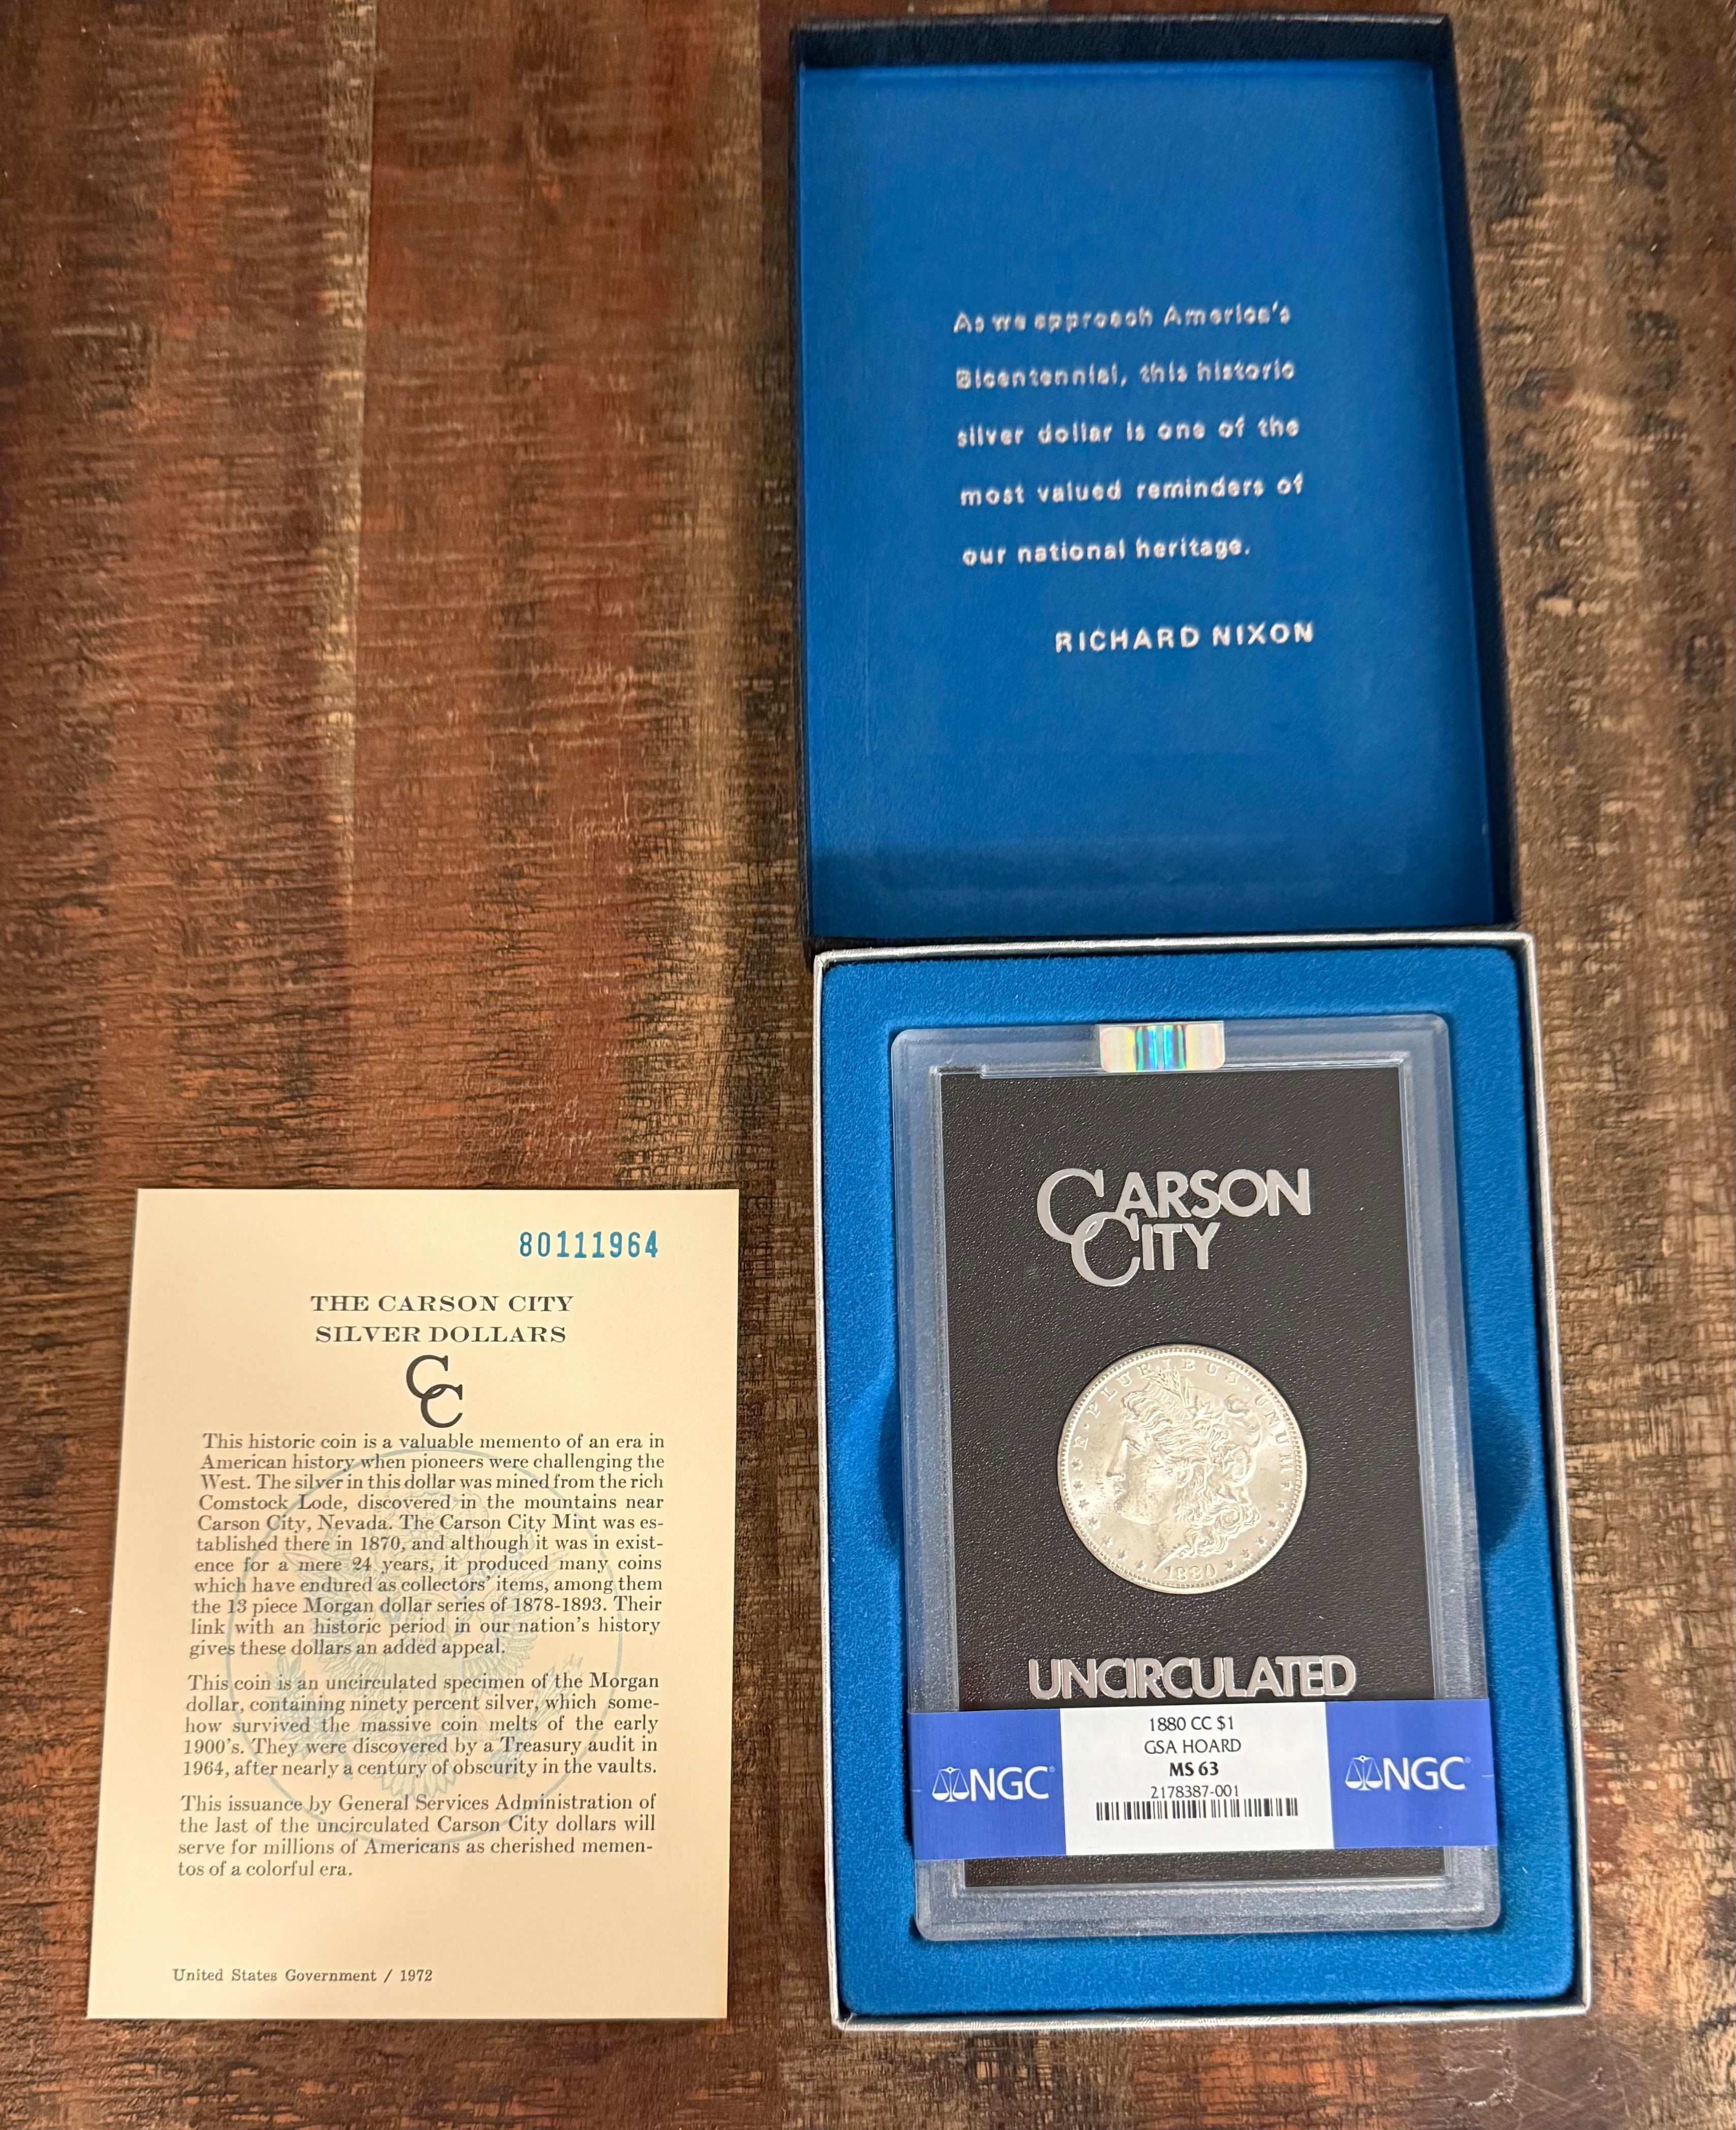 As we approach America's
Bicentennial, this historic
silver dollar is one of the
most valued reminders of
our national heritage.
RICHARD NIXON
CARSON
CITY
E·PLURIBUS·UNUM
1880
UNCIRCULATED
NGC
1880 CC $1
GSA HOARD
MS 63
2178387-001
NGC
80111964
THE CARSON CITY
SILVER DOLLARS
CC
This historic coin is a valuable memento of an era in
American history when pioneers were challenging the
West. The silver in this dollar was mined from the rich
Comstock Lode, discovered in the mountains near
Carson City, Nevada. The Carson City Mint was es-
tablished there in 1870, and although it was in exist-
ence for a mere 24 years, it produced many coins
which have endured as collectors' items, among them
the 13 piece Morgan dollar series of 1878-1893. Their
link with an historic period in our nation's history
gives these dollars an added appeal.
This coin is an uncirculated specimen of the Morgan
dollar, containing ninety percent silver, which some-
how survived the massive coin melts of the early
1900's. They were discovered by a Treasury audit in
1964, after nearly a century of obscurity in the vaults.
This issuance by General Services Administration of
the last of the uncirculated Carson City dollars will
serve for millions of Americans as cherished memen-
tos of a colorful era.
United States Government / 1972